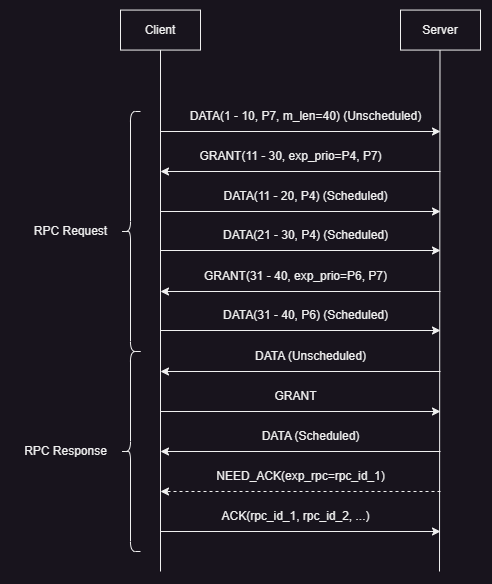 Client
Server
DATA(1 - 10, P7, m_len=40) (Unscheduled)
GRANT(11 - 30, exp_prio=P4, P7)
DATA(11 - 20, P4) (Scheduled)
RPC Request
DATA(21 - 30, P4) (Scheduled)
GRANT(31 - 40, exp_prio=P6, P7)
DATA(31 - 40, P6) (Scheduled)
DATA (Unscheduled)
GRANT
DATA (Scheduled)
RPC Response
NEED_ACK(exp_rpc=rpc_id_1)
ACK(rpc_id_1, rpc_id_2, ...)